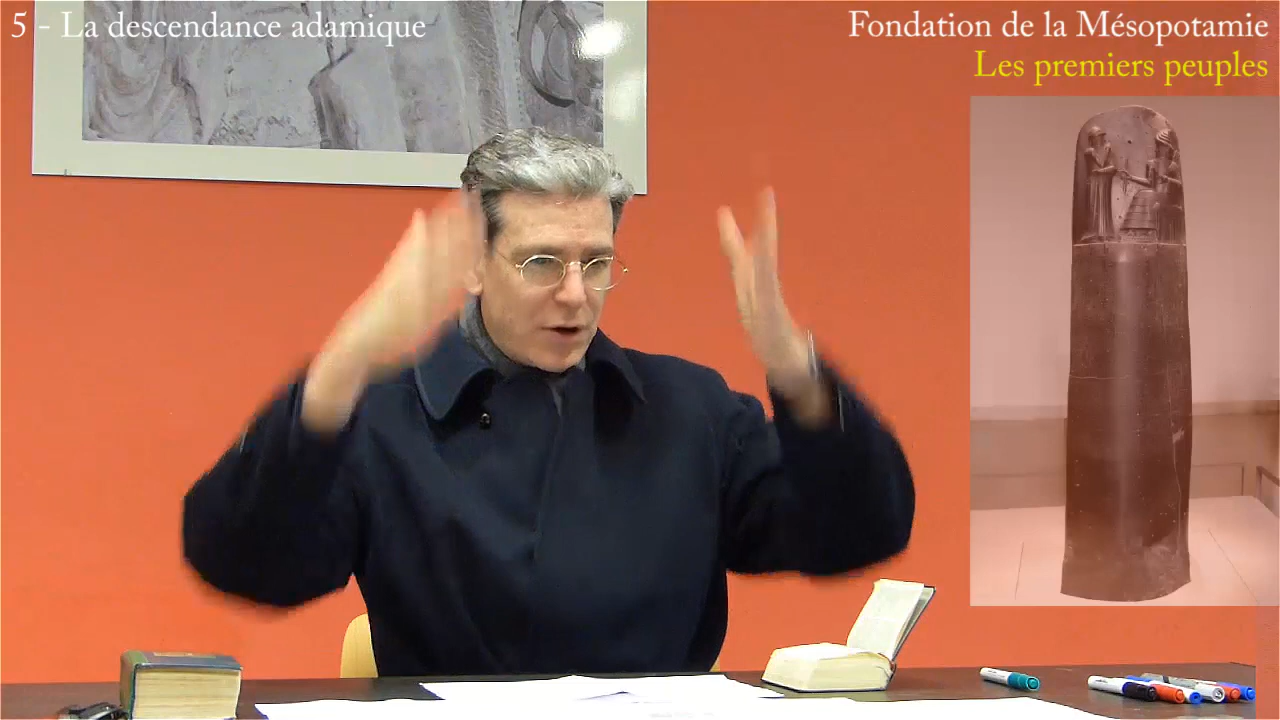 5 - La descendance adamique
Fondation de la Mésopotamie
Les premiers peuples